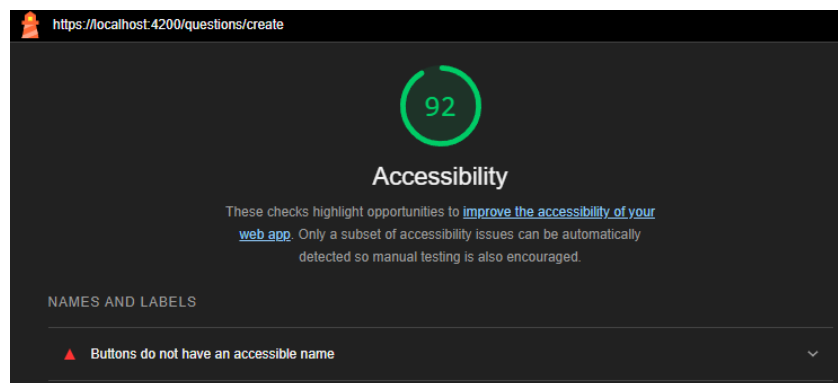 https://localhost:4200/questions/create
92
Accessibility
These checks highlight opportunities to improve the accessibility of your
web app. Only a subset of accessibility issues can be automatically
detected so manual testing is also encouraged.
NAMES AND LABELS
Buttons do not have an accessible name